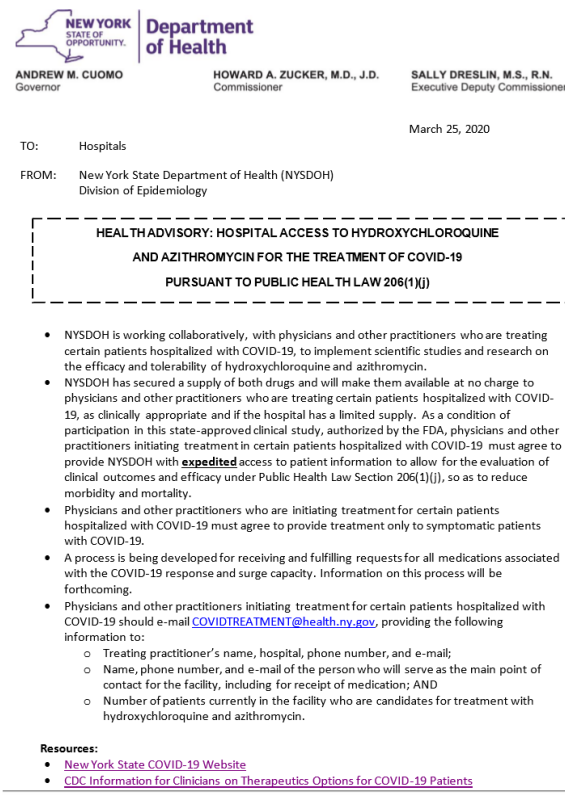 NEW YORK
STATE OF
OPPORTUNITY.
Department
of Health
ANDREW M. CUOMO
Governor
HOWARD A. ZUCKER, M.D., J.D.
Commissioner
SALLY DRESLIN, M.S., R.N.
Executive Deputy Commissioner
March 25, 2020
TO: Hospitals
FROM: New York State Department of Health (NYSDOH)
Division of Epidemiology
HEALTH ADVISORY: HOSPITAL ACCESS TO HYDROXYCHLOROQUINE
AND AZITHROMYCIN FOR THE TREATMENT OF COVID-19
PURSUANT TO PUBLIC HEALTH LAW 206(1)(j)
• NYSDOH is working collaboratively, with physicians and other practitioners who are treating
certain patients hospitalized with COVID-19, to implement scientific studies and research on
the efficacy and tolerability of hydroxychloroquine and azithromycin.
• NYSDOH has secured a supply of both drugs and will make them available at no charge to
physicians and other practitioners who are treating certain patients hospitalized with COVID-
19, as clinically appropriate and if the hospital has a limited supply. As a condition of
participation in this state-approved clinical study, authorized by the FDA, physicians and other
practitioners initiating treatment in certain patients hospitalized with COVID-19 must agree to
provide NYSDOH with expedited access to patient information to allow for the evaluation of
clinical outcomes and efficacy under Public Health Law Section 206(1)(j), so as to reduce
morbidity and mortality.
• Physicians and other practitioners who are initiating treatment for certain patients
hospitalized with COVID-19 must agree to provide treatment only to symptomatic patients
with COVID-19.
• A process is being developed for receiving and fulfilling requests for all medications associated
with the COVID-19 response and surge capacity. Information on this process will be
forthcoming.
• Physicians and other practitioners initiating treatment for certain patients hospitalized with
COVID-19 should e-mail COVIDTREATMENT@health.ny.gov, providing the following
information to:
o Treating practitioner's name, hospital, phone number, and e-mail;
o Name, phone number, and e-mail of the person who will serve as the main point of
contact for the facility, including for receipt of medication; AND
o Number of patients currently in the facility who are candidates for treatment with
hydroxychloroquine and azithromycin.
Resources:
• New York State COVID-19 Website
• CDC Information for Clinicians on Therapeutics Options for COVID-19 Patients